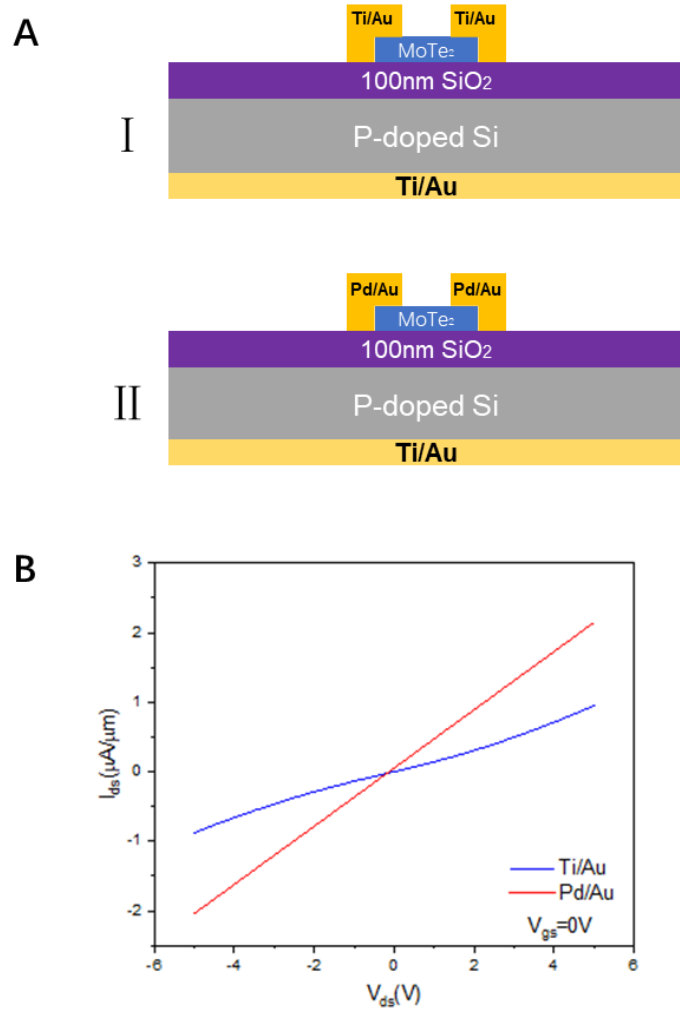 A
Ti/Au Ti/Au
MoTe₂
100nm SiO₂
I
P-doped Si
Ti/Au
Pd/Au Pd/Au
MoTe₂
100nm SiO₂
II
P-doped Si
Ti/Au
B
3
2
1
0
-1
-2
Ids(μA/μm)
Ti/Au
Pd/Au
Vgs=0V
-6 -4 -2 0 2 4 6
Vds(V)